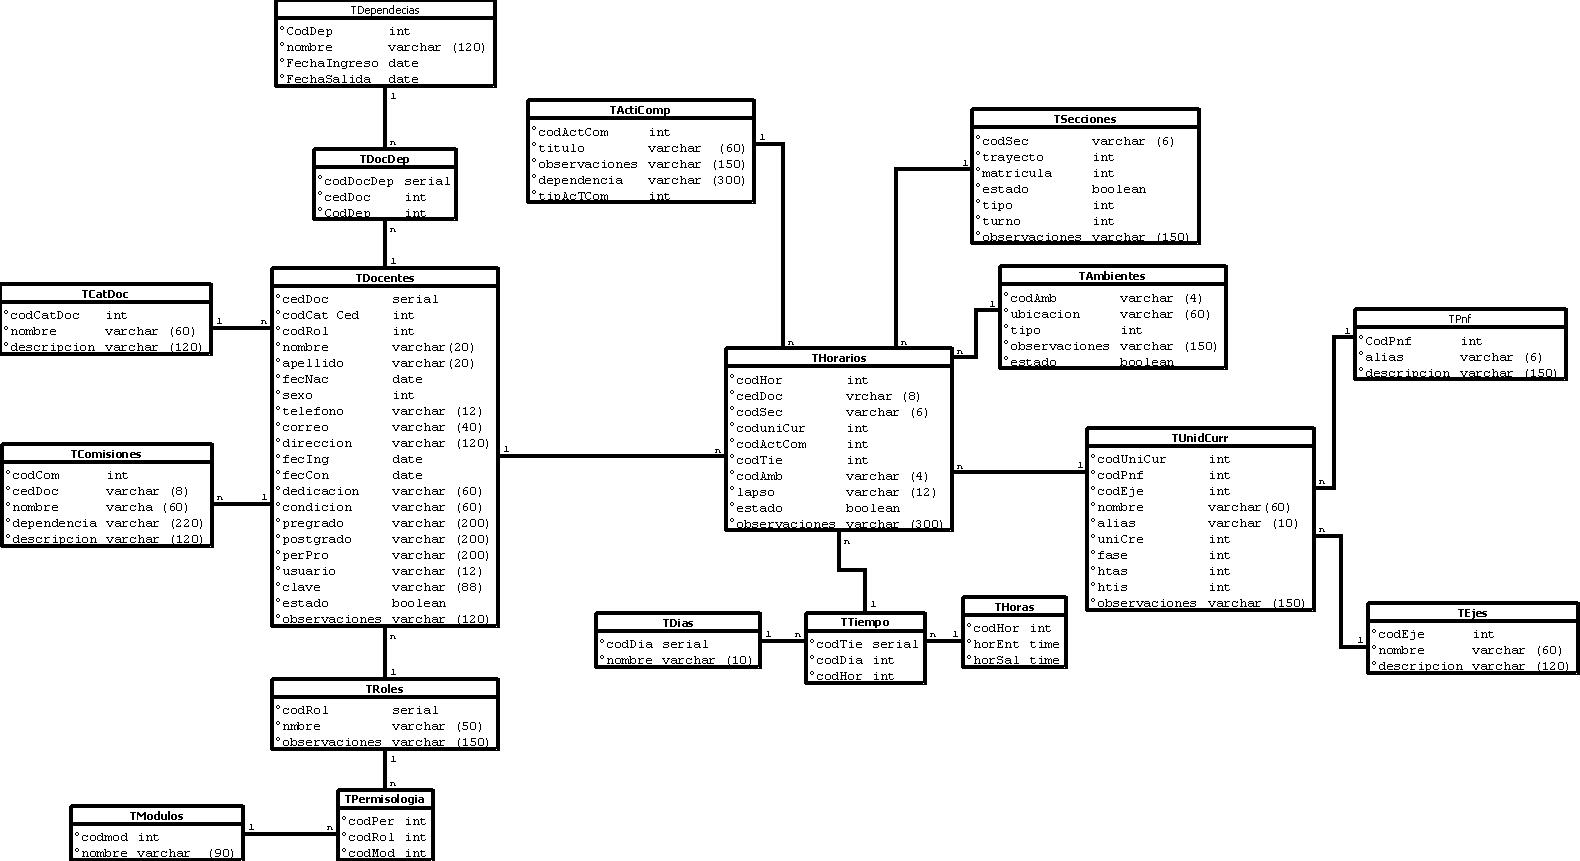 TDependecias
CodDep int
nombre varchar (120)
FechaIngreso date
FechaSalida date
1
n
TDocDep
codDocDep serial
cedDoc int
CodDep int
n
1
TActiComp
codActCom int
titulo varchar (60)
observaciones varchar (150)
dependencia varchar (300)
tipAcTCom int
1
n
TSecciones
codSec varchar (6)
trayecto int
matricula int
estado boolean
tipo int
turno int
observaciones varchar (150)
1
n
TCatDoc
codCatDoc int
nombre varchar (60)
descripcion varchar (120)
1
n
TDocentes
cedDoc serial
codCat Ced int
codRol int
nombre varchar(20)
apellido varchar(20)
fecNac date
sexo int
telefono varchar (12)
correo varchar (40)
direccion varchar (120)
fecIng date
fecCon date
dedicacion varchar (60)
condicion varchar (60)
pregrado varchar (200)
postgrado varchar (200)
perPro varchar (200)
usuario varchar (12)
clave varchar (88)
estado boolean
observaciones varchar (120)
1
n
TComisiones
codCom int
cedDoc varchar (8)
nombre varcha (60)
dependencia varchar (220)
descripcion varchar (120)
n
1
TAmbientes
codAmb varchar (4)
ubicacion varchar (60)
tipo int
observaciones varchar (150)
estado boolean
1
n
THorarios
codHor int
cedDoc vrchar (8)
codSec varchar (6)
coduniCur int
codActCom int
codTie int
codAmb varchar (4)
lapso varchar (12)
estado boolean
observaciones varchar (300)
n
1
TPnf
CodPnf int
alias varchar (6)
descripcion varchar (150)
1
n
TUnidCurr
codUniCur int
codPnf int
codEje int
nombre varchar(60)
alias varchar (10)
uniCre int
fase int
htas int
htis int
observaciones varchar (150)
n
1
TEjes
codEje int
nombre varchar (60)
descripcion varchar (120)
n
1
TDias
codDia serial
nombre varchar (10)
1
n
TTiempo
codTie serial
codDia int
codHor int
n
1
THoras
codHor int
horEnt time
horSal time
n
1
TRoles
codRol serial
nmbre varchar (50)
observaciones varchar (150)
1
n
TPermisologia
codPer int
codRol int
codMod int
TModulos
codmod int
nombre varchar (90)
1
n